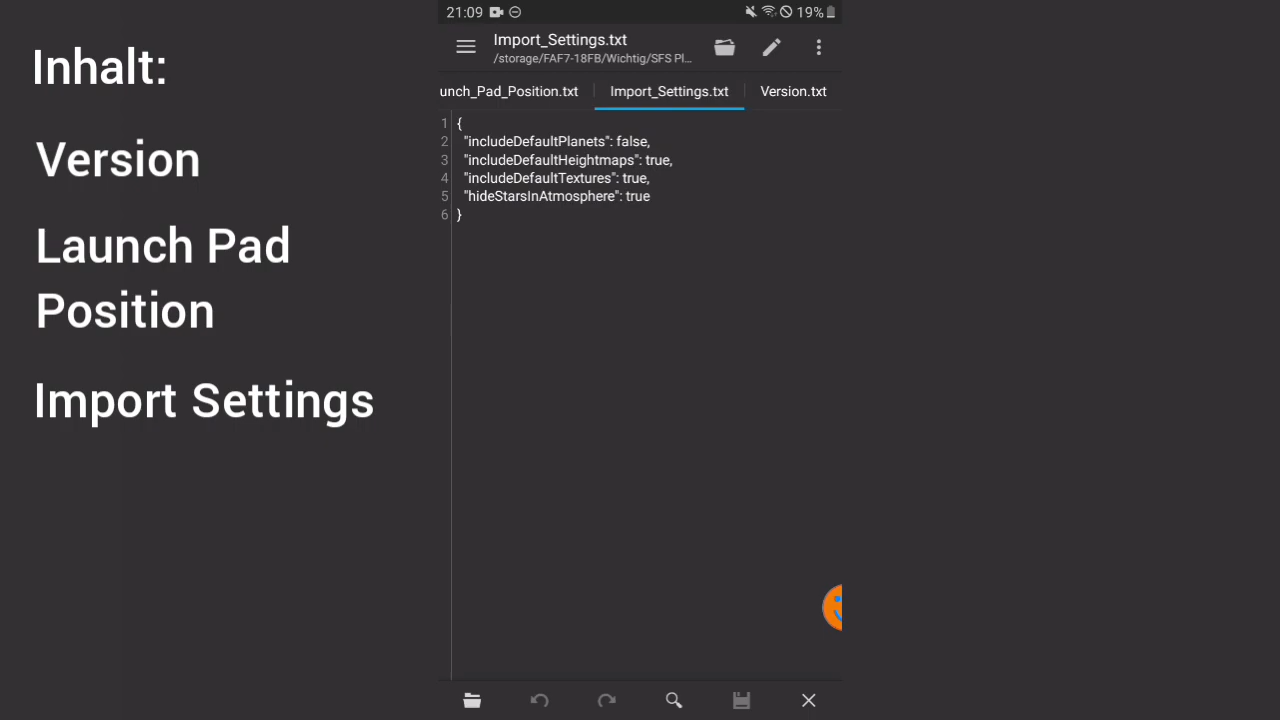 Inhalt:
Version
Launch Pad
Position
Import Settings
21:09
19%
Import_Settings.txt
/storage/FAF7-18FB/Wichtig/SFS Pl...
unch_Pad_Position.txt
Import_Settings.txt
Version.txt
1 {
2 "includeDefaultPlanets": false,
3 "includeDefaultHeightmaps": true,
4 "includeDefaultTextures": true,
5 "hideStarsInAtmosphere": true
6 }